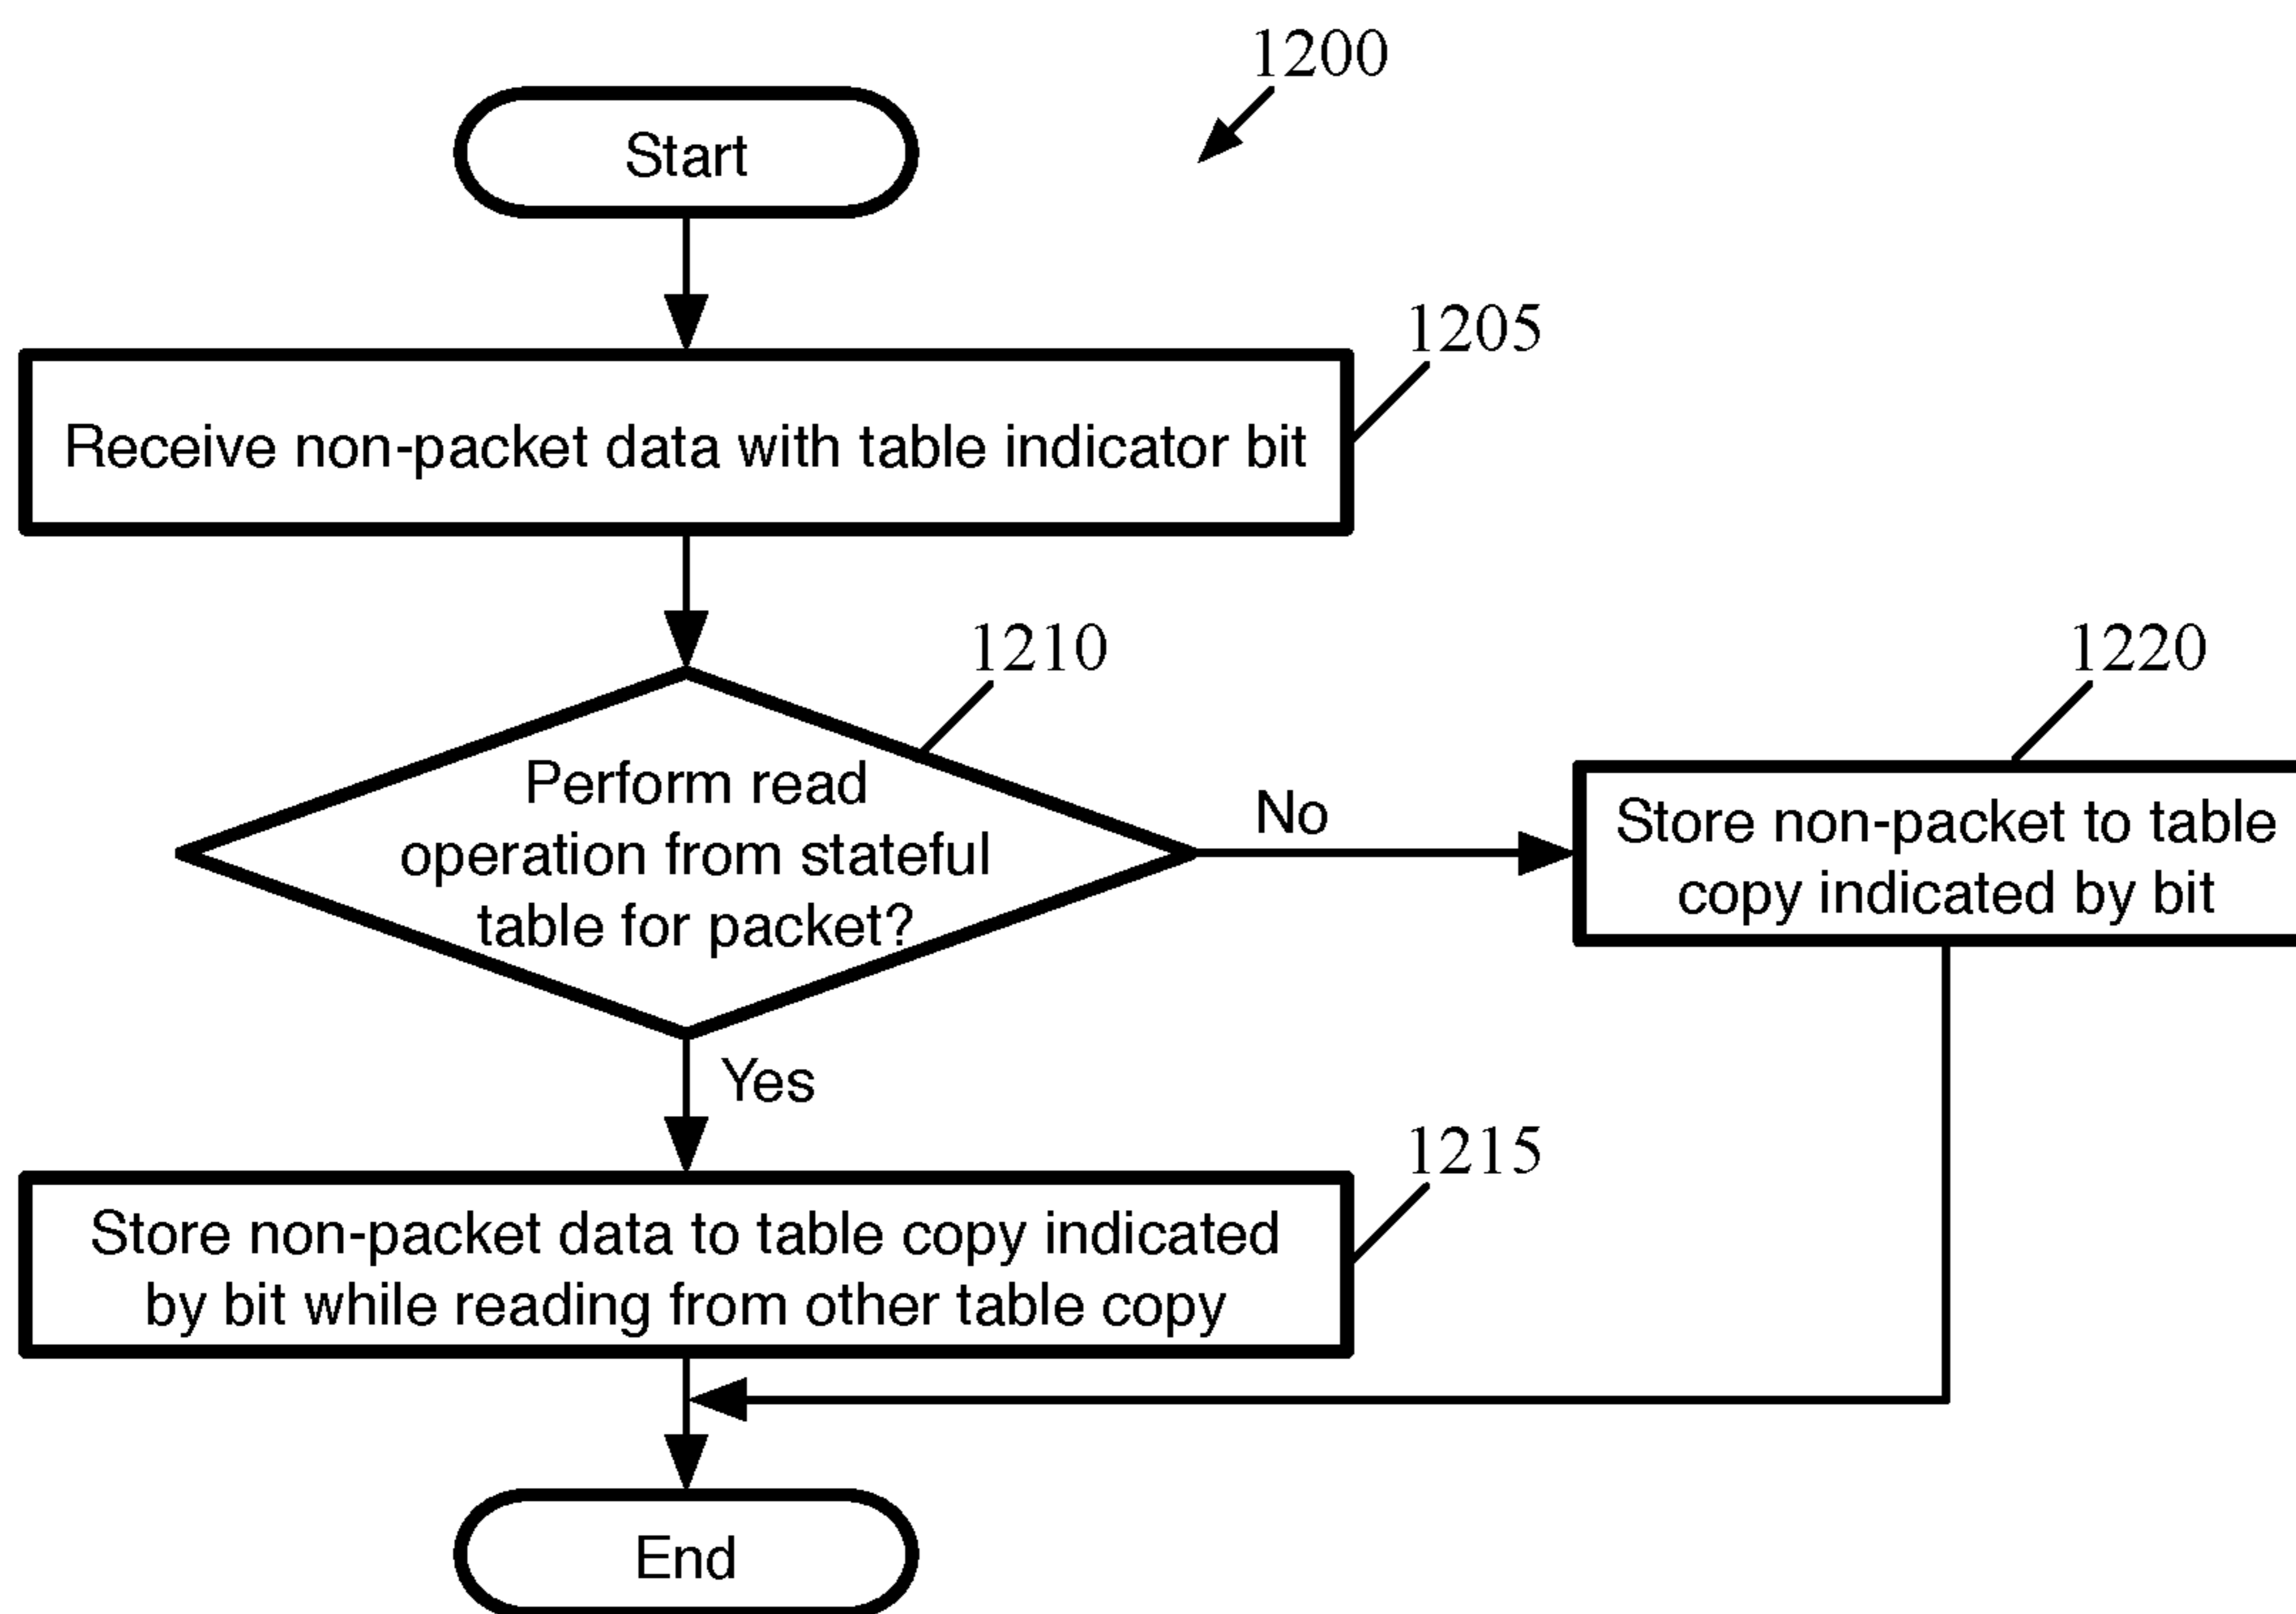 1200
Start
1205
Receive non-packet data with table indicator bit
1210
Perform read
operation from stateful
table for packet?
No
1220
Store non-packet to table
copy indicated by bit
Yes
1215
Store non-packet data to table copy indicated
by bit while reading from other table copy
End